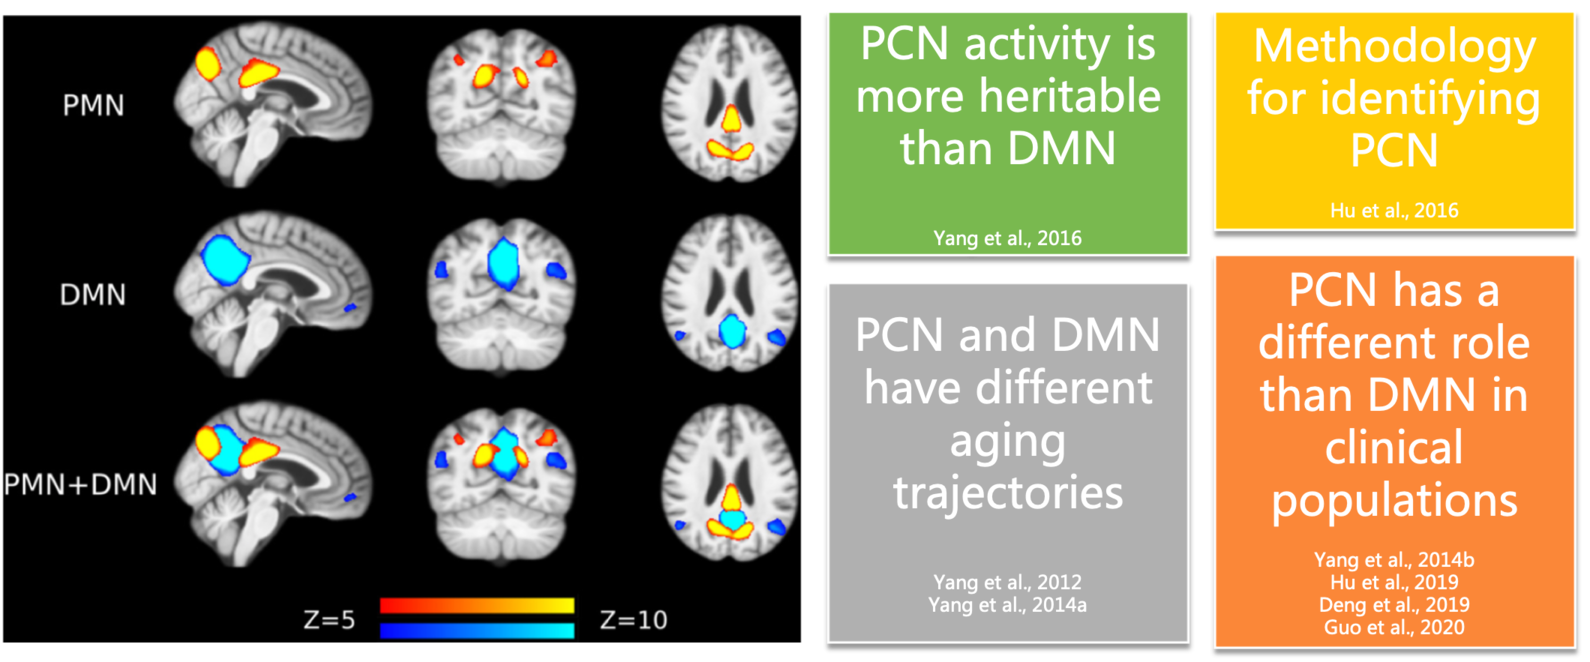 PMN
DMN
PMN+DMN
Z=5
Z=10
PCN activity is
more heritable
than DMN
Yang et al., 2016
Methodology
for identifying
PCN
Hu et al., 2016
PCN and DMN
have different
aging
trajectories
Yang et al., 2012
Yang et al., 2014a
PCN has a
different role
than DMN in
clinical
populations
Yang et al., 2014b
Hu et al., 2019
Deng et al., 2019
Guo et al., 2020